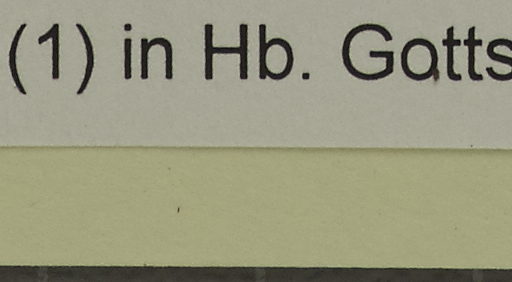 (1) in Hb. Gotts